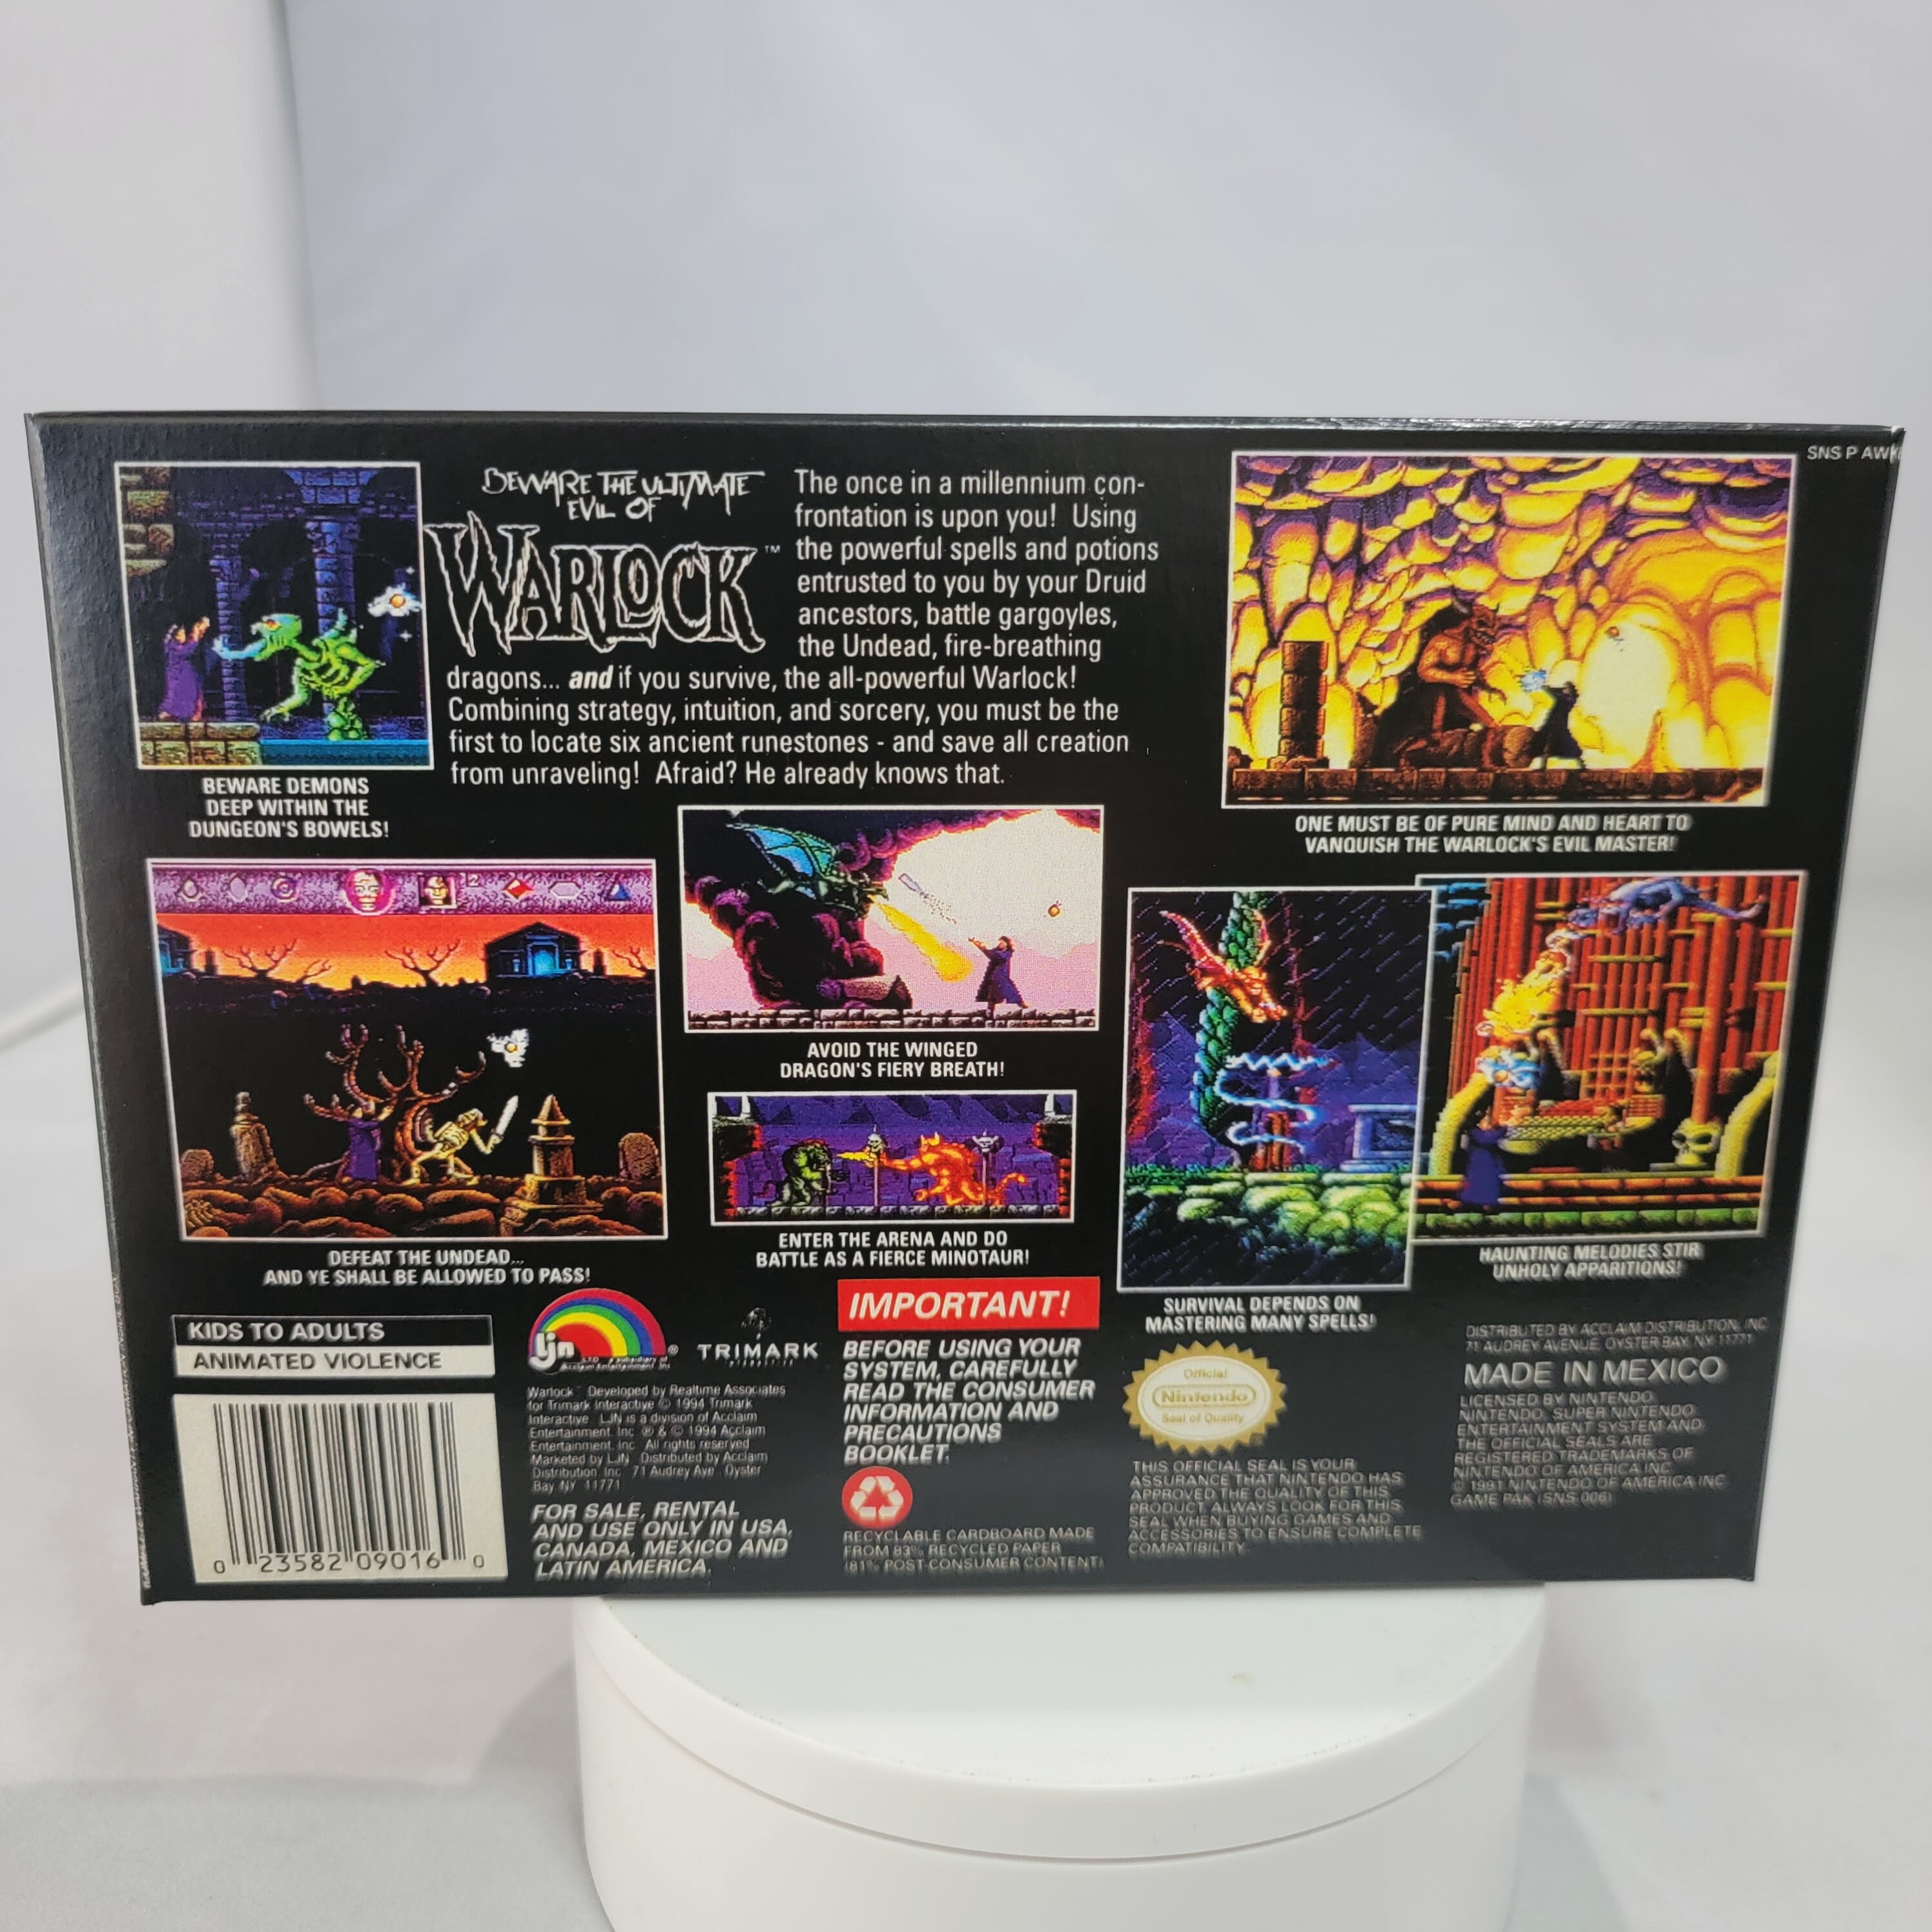 SNS P AW
BEWARE THE ULTIMATE
EVIL OF
WARLOCK™
The once in a millennium con-
frontation is upon you! Using
the powerful spells and potions
entrusted to you by your Druid
ancestors, battle gargoyles,
the Undead, fire-breathing
dragons... and if you survive, the all-powerful Warlock!
Combining strategy, intuition, and sorcery, you must be the
first to locate six ancient runestones - and save all creation
from unraveling! Afraid? He already knows that.
BEWARE DEMONS
DEEP WITHIN THE
DUNGEON'S BOWELS!
ONE MUST BE OF PURE MIND AND HEART TO
VANQUISH THE WARLOCK'S EVIL MASTER!
12
DEFEAT THE UNDEAD...
AND YE SHALL BE ALLOWED TO PASS!
AVOID THE WINGED
DRAGON'S FIERY BREATH!
ENTER THE ARENA AND DO
BATTLE AS A FIERCE MINOTAUR!
SURVIVAL DEPENDS ON
MASTERING MANY SPELLS!
HAUNTING MELODIES STIR
UNHOLY APPARITIONS!
KIDS TO ADULTS
ANIMATED VIOLENCE
0 23582 09016 0
ljn ®
LTD. a subsidiary of
Acclaim Entertainment Inc
TRIMARK
Warlock™ Developed by Realtime Associates
for Trimark Interactive © 1994 Trimark
Interactive LJN is a division of Acclaim
Entertainment, Inc ® & © 1994 Acclaim
Entertainment, Inc. All rights reserved
Marketed by LJN Distributed by Acclaim
Distribution, Inc 71 Audrey Ave Oyster
Bay NY 11771
FOR SALE, RENTAL
AND USE ONLY IN USA,
CANADA, MEXICO AND
LATIN AMERICA.
IMPORTANT!
BEFORE USING YOUR
SYSTEM, CAREFULLY
READ THE CONSUMER
INFORMATION AND
PRECAUTIONS
BOOKLET.
RECYCLABLE CARDBOARD MADE
FROM 83% RECYCLED PAPER
(81% POST-CONSUMER CONTENT)
Official
Nintendo
Seal of Quality
THIS OFFICIAL SEAL IS YOUR
ASSURANCE THAT NINTENDO HAS
APPROVED THE QUALITY OF THIS
PRODUCT. ALWAYS LOOK FOR THIS
SEAL WHEN BUYING GAMES AND
ACCESSORIES TO ENSURE COMPLETE
COMPATIBILITY.
DISTRIBUTED BY ACCLAIM DISTRIBUTION, INC.
71 AUDREY AVENUE, OYSTER BAY, NY 11771
MADE IN MEXICO
LICENSED BY NINTENDO.
NINTENDO, SUPER NINTENDO
ENTERTAINMENT SYSTEM AND
THE OFFICIAL SEALS ARE
REGISTERED TRADEMARKS OF
NINTENDO OF AMERICA INC.
© 1991 NINTENDO OF AMERICA INC
GAME PAK (SNS-006)